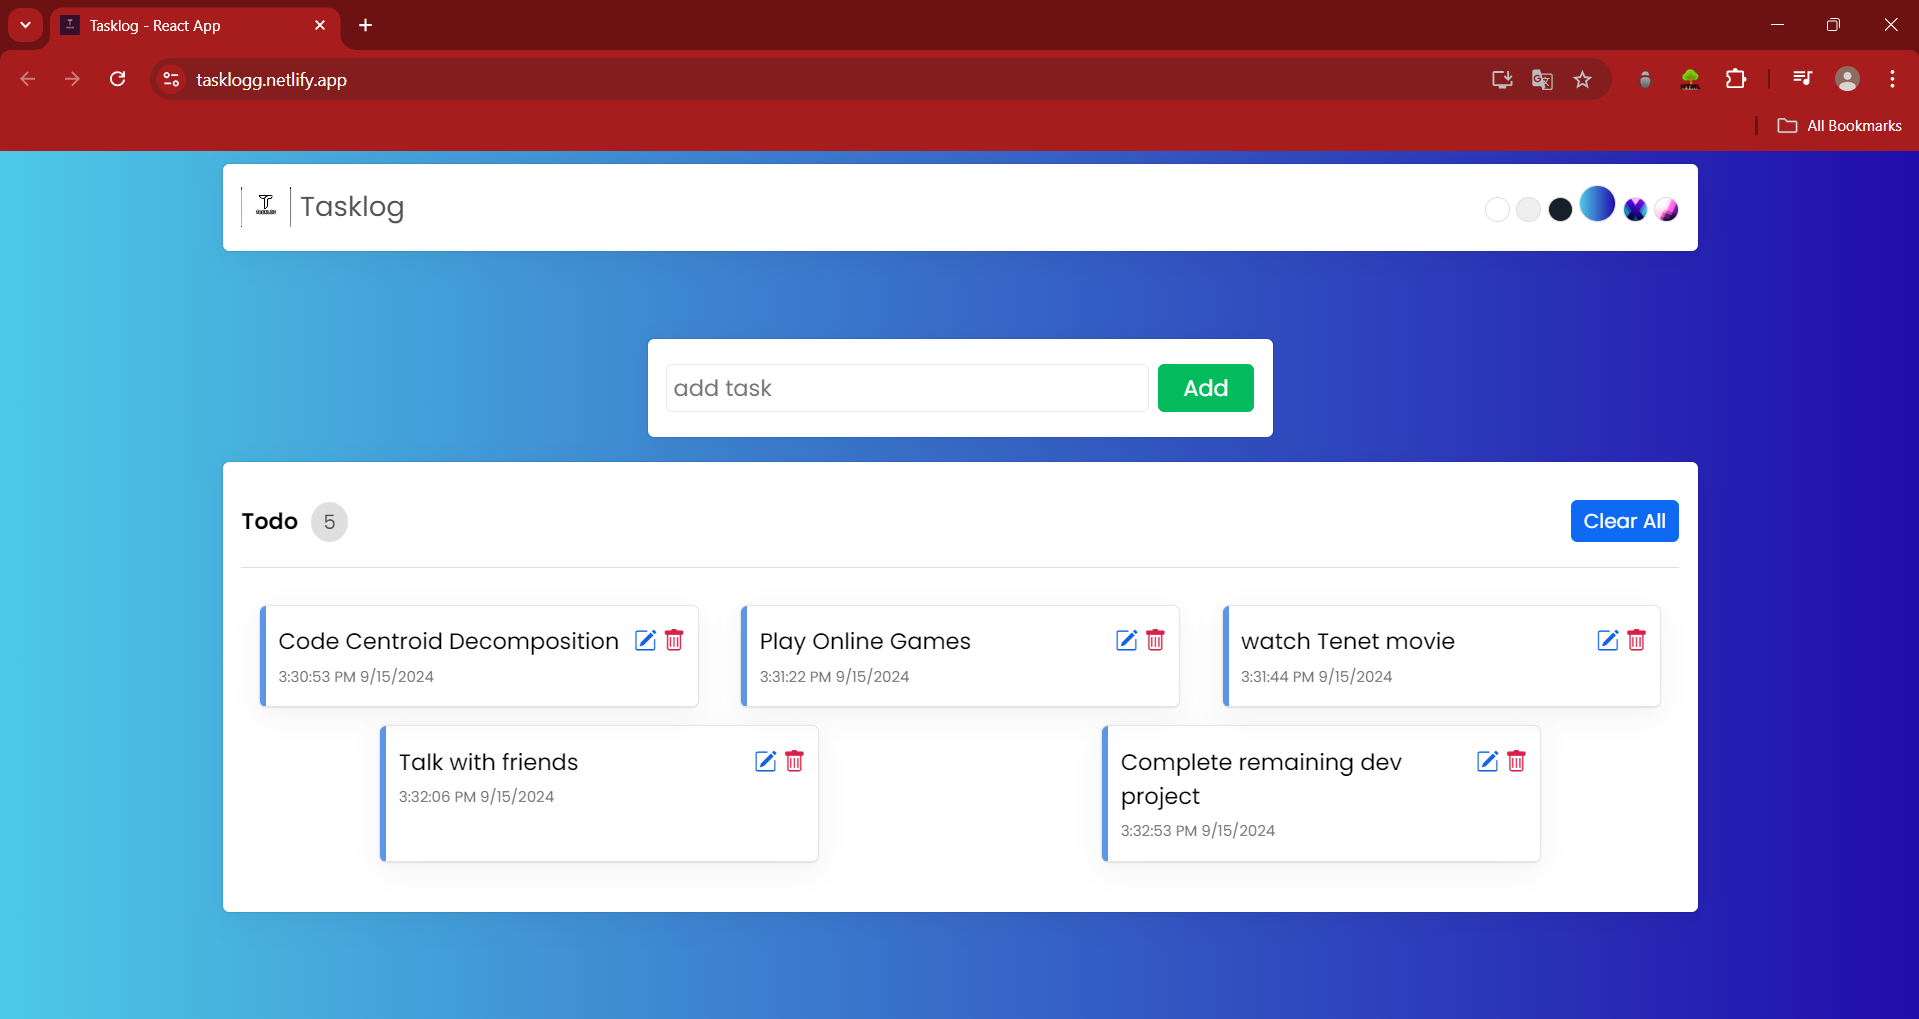 Tasklog - React App
tasklogg.netlify.app
All Bookmarks
Tasklog
add task
Add
Todo 5
Clear All
Code Centroid Decomposition
3:30:53 PM 9/15/2024
Play Online Games
3:31:22 PM 9/15/2024
watch Tenet movie
3:31:44 PM 9/15/2024
Talk with friends
3:32:06 PM 9/15/2024
Complete remaining dev
project
3:32:53 PM 9/15/2024